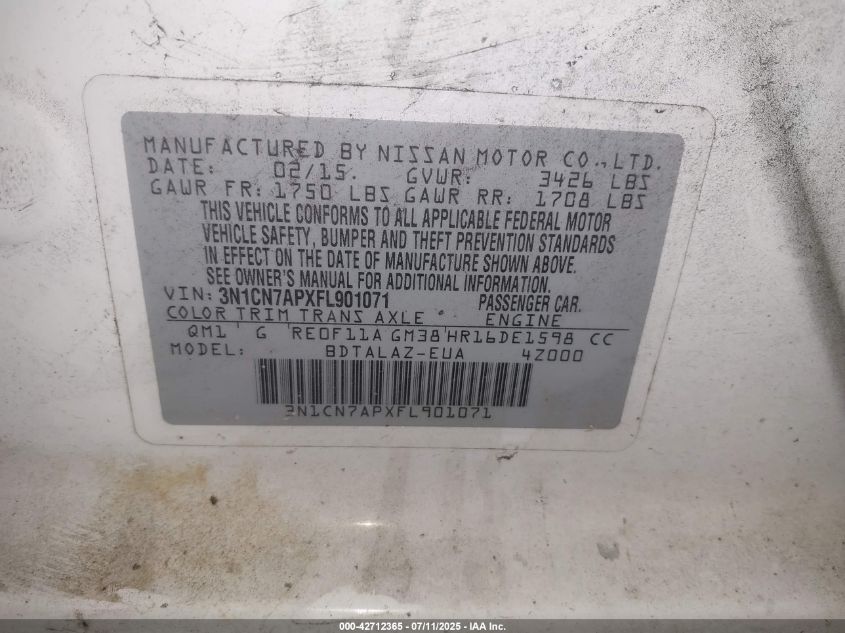 MANUFACTURED BY NISSAN MOTOR CO.,LTD.
DATE: 02/15. GVWR: 3426 LBS
GAWR FR: 1750 LBS GAWR RR: 1708 LBS
THIS VEHICLE CONFORMS TO ALL APPLICABLE FEDERAL MOTOR
VEHICLE SAFETY, BUMPER AND THEFT PREVENTION STANDARDS
IN EFFECT ON THE DATE OF MANUFACTURE SHOWN ABOVE.
SEE OWNER'S MANUAL FOR ADDITIONAL INFORMATION.
VIN: 3N1CN7APXFL901071 PASSENGER CAR.
COLOR TRIM TRANS AXLE ENGINE
QM1 G RE0F11A GM38 HR16DE1598 CC
MODEL: BDTALAZ-EUA 4Z000
3N1CN7APXFL901071
000-42712365 - 07/11/2025 - IAA Inc.